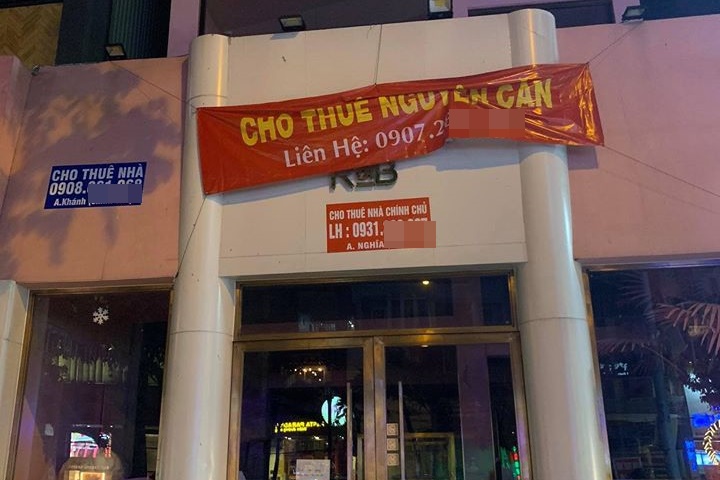 CHO THUÊ NGUYÊN CĂN
Liên Hệ: 0907.2
R&B
CHO THUÊ NHÀ
0908.
A.Khánh
CHO THUÊ NHÀ CHÍNH CHỦ
LH : 0931.
A. NGHĨA